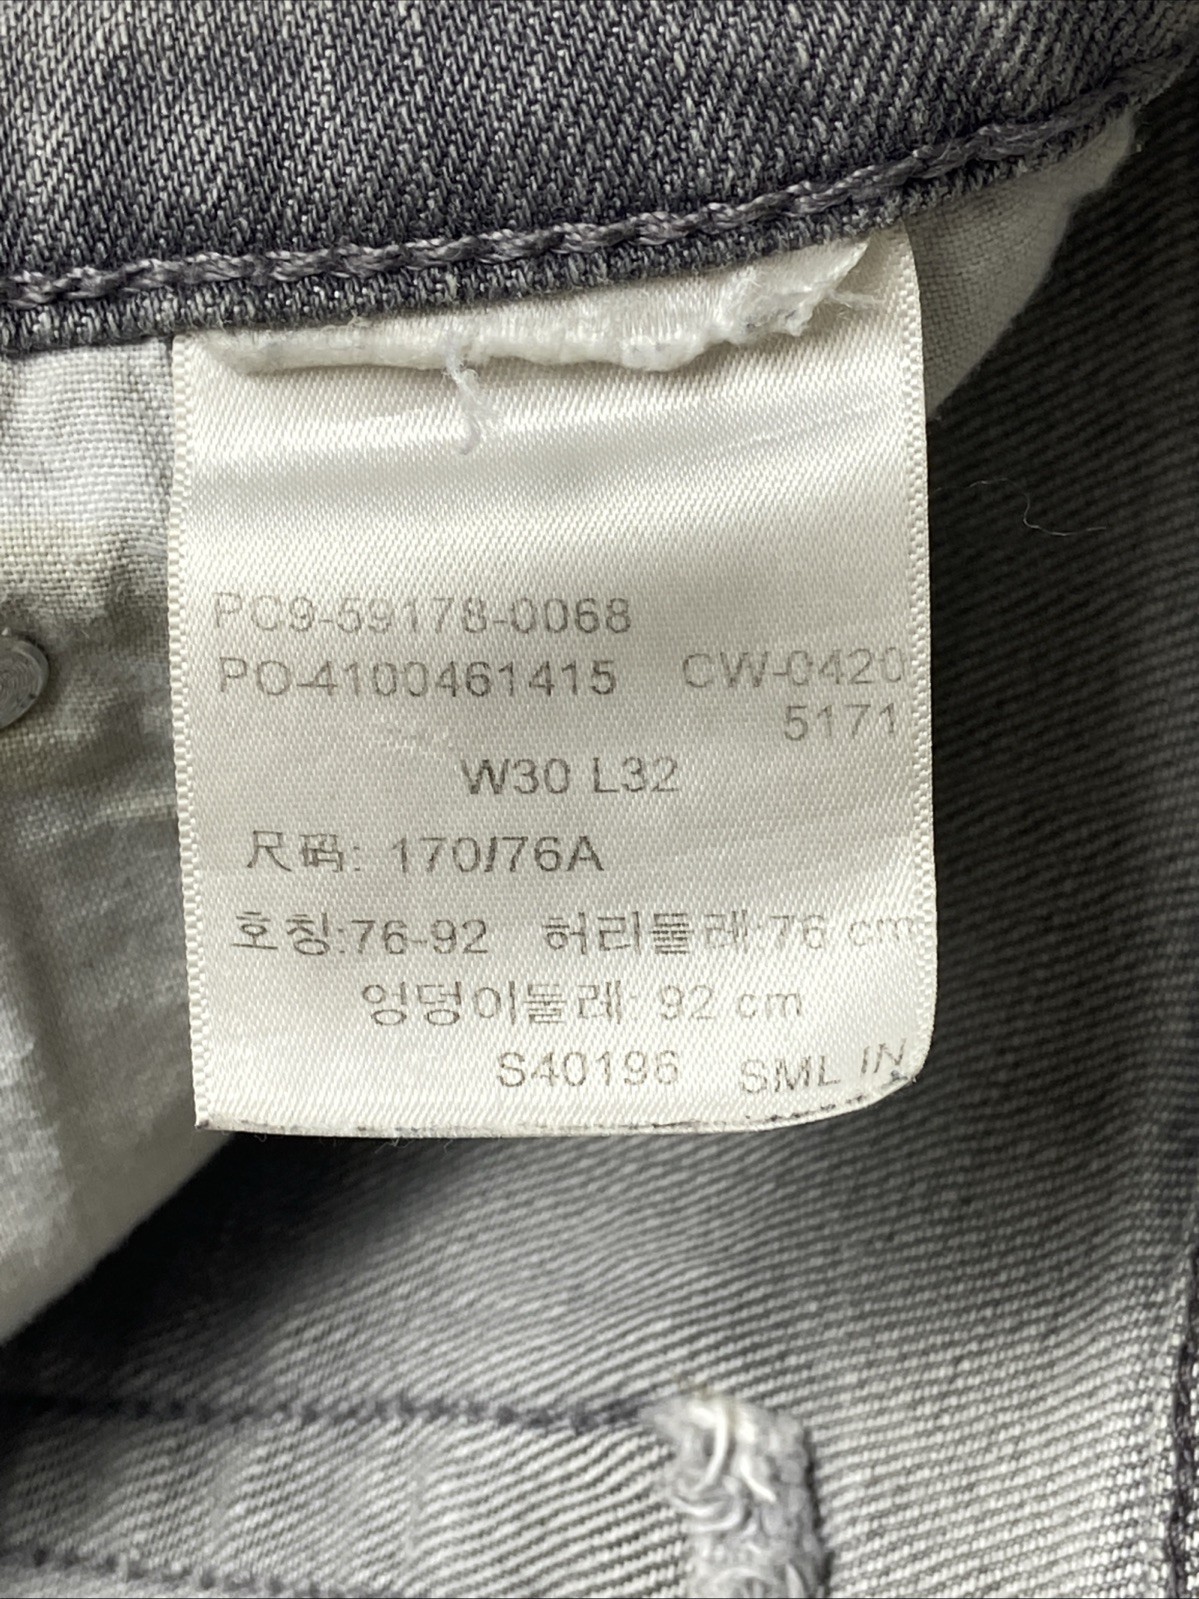 PC9-59178-0068
PO-4100461415 CW-0420
5171
W30 L32
尺码: 170/76A
호칭:76-92 허리둘레:76 cm
엉덩이둘레: 92 cm
S40196 SML IN